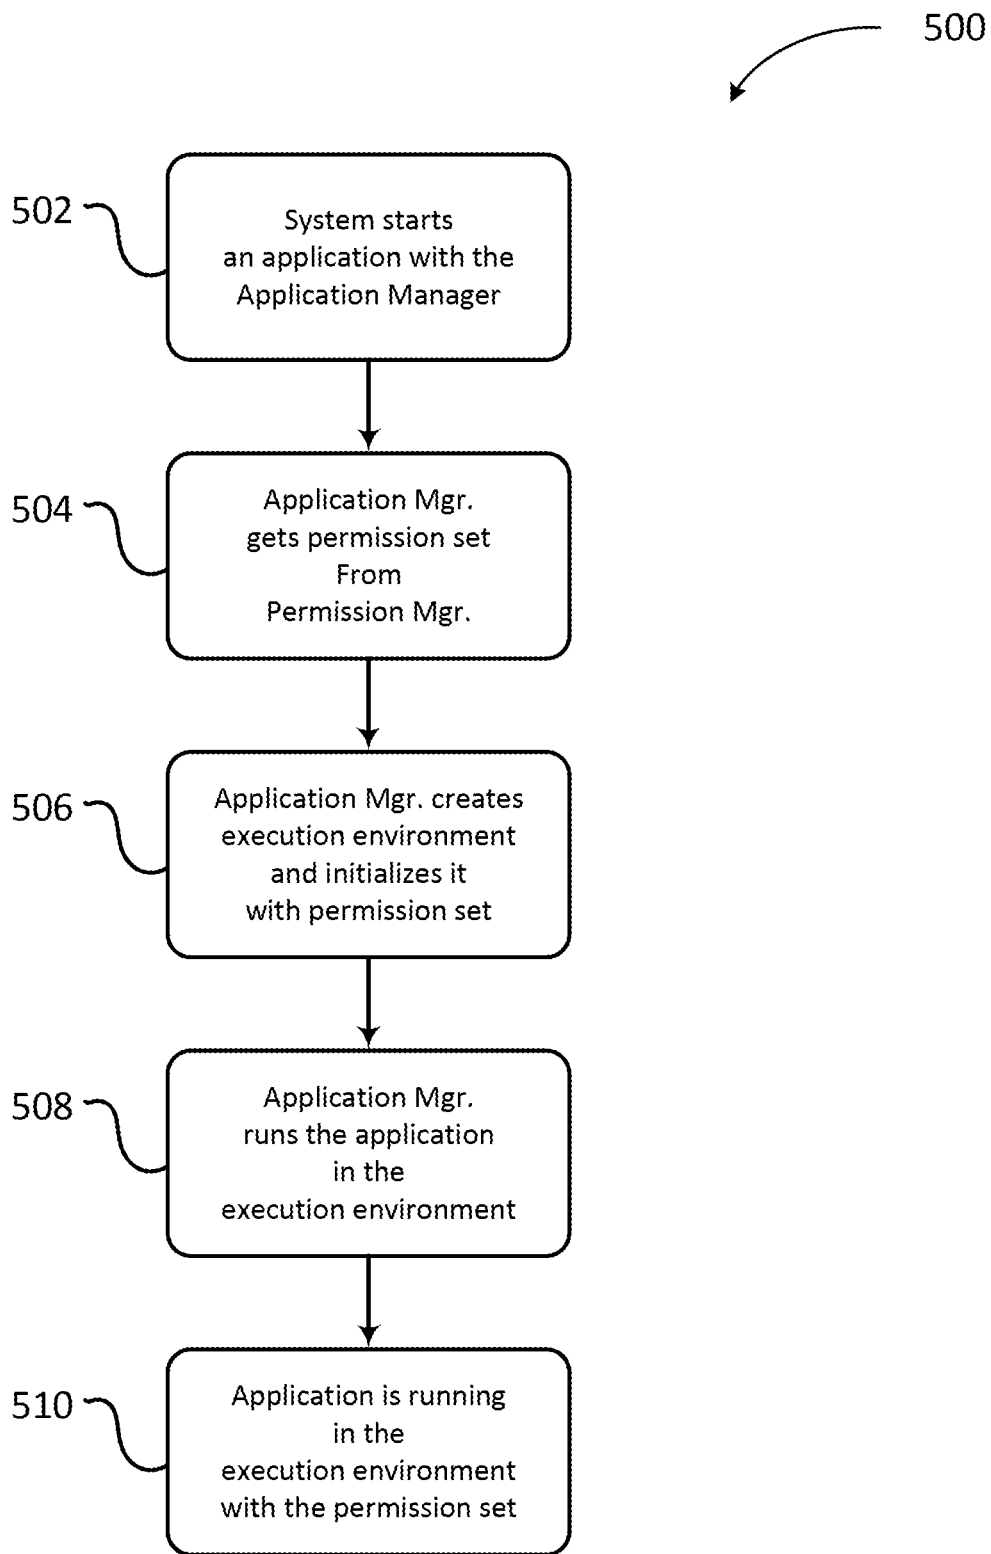 500
502
System starts
an application with the
Application Manager
504
Application Mgr.
gets permission set
From
Permission Mgr.
506
Application Mgr. creates
execution environment
and initializes it
with permission set
508
Application Mgr.
runs the application
in the
execution environment
510
Application is running
in the
execution environment
with the permission set